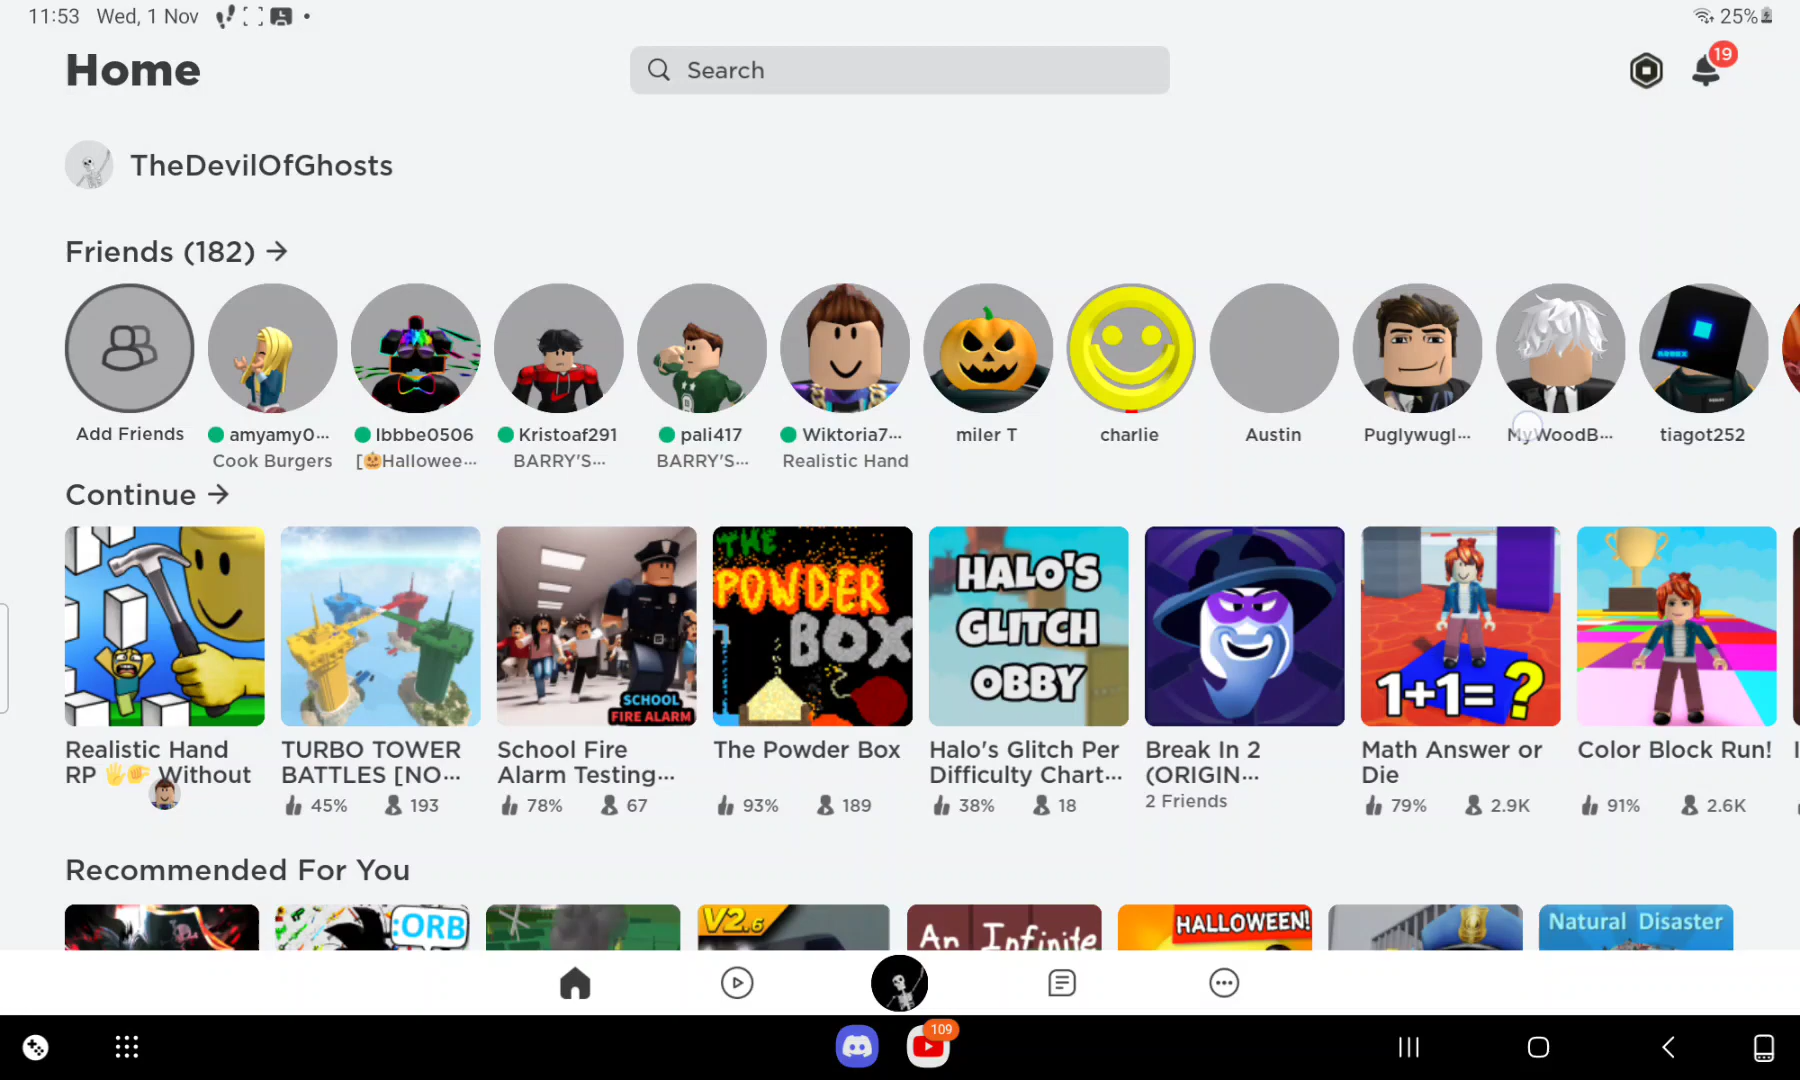 11:53 Wed, 1 Nov
25%
Home
Search
19
TheDevilOfGhosts
Friends (182) →
Add Friends
amyamy0...
Cook Burgers
lbbbe0506
[🎃Hallowee...
Kristoaf291
BARRY'S...
pali417
BARRY'S...
Wiktoria7...
Realistic Hand
miler T
charlie
Austin
Puglywugl...
MyWoodB...
tiagot252
Continue →
SCHOOL
FIRE ALARM
THE
POWDER
BOX
HALO'S
GLITCH
OBBY
1+1=?
Realistic Hand
RP 🖐👊 Without
TURBO TOWER
BATTLES [NO...
45% 193
School Fire
Alarm Testing...
78% 67
The Powder Box
93% 189
Halo's Glitch Per
Difficulty Chart...
38% 18
Break In 2
(ORIGIN...
2 Friends
Math Answer or
Die
79% 2.9K
Color Block Run!
91% 2.6K
Recommended For You
:ORB
V2.6
An Infinite
HALLOWEEN!
Natural Disaster
109